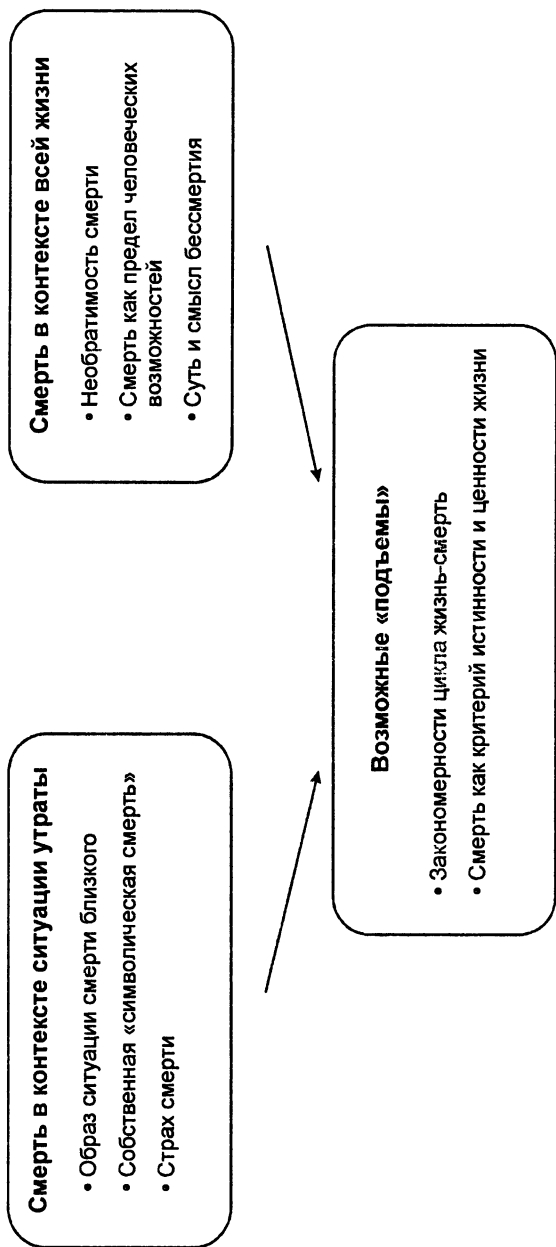 Смерть в контексте ситуации утраты
• Образ ситуации смерти близкого
• Собственная «символическая смерть»
• Страх смерти
Смерть в контексте всей жизни
• Необратимость смерти
• Смерть как предел человеческих
возможностей
• Суть и смысл бессмертия
Возможные «подъемы»
• Закономерности цикла жизнь-смерть
• Смерть как критерий истинности и ценности жизни